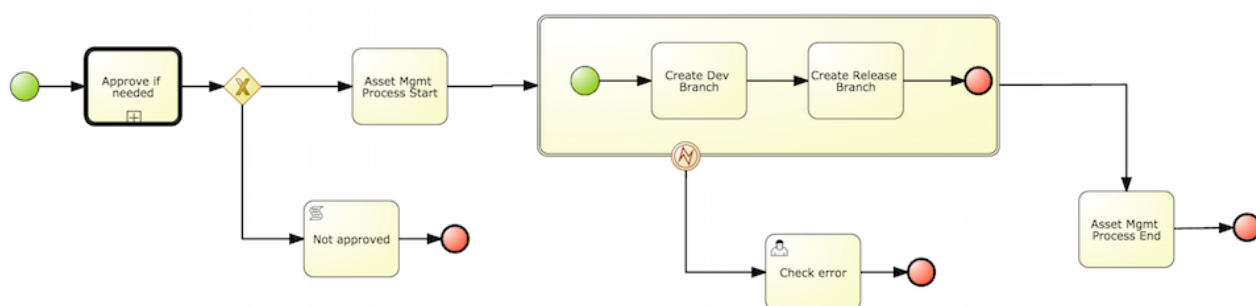 Approve if
needed
Asset Mgmt
Process Start
Create Dev
Branch
Create Release
Branch
Not approved
Check error
Asset Mgmt
Process End